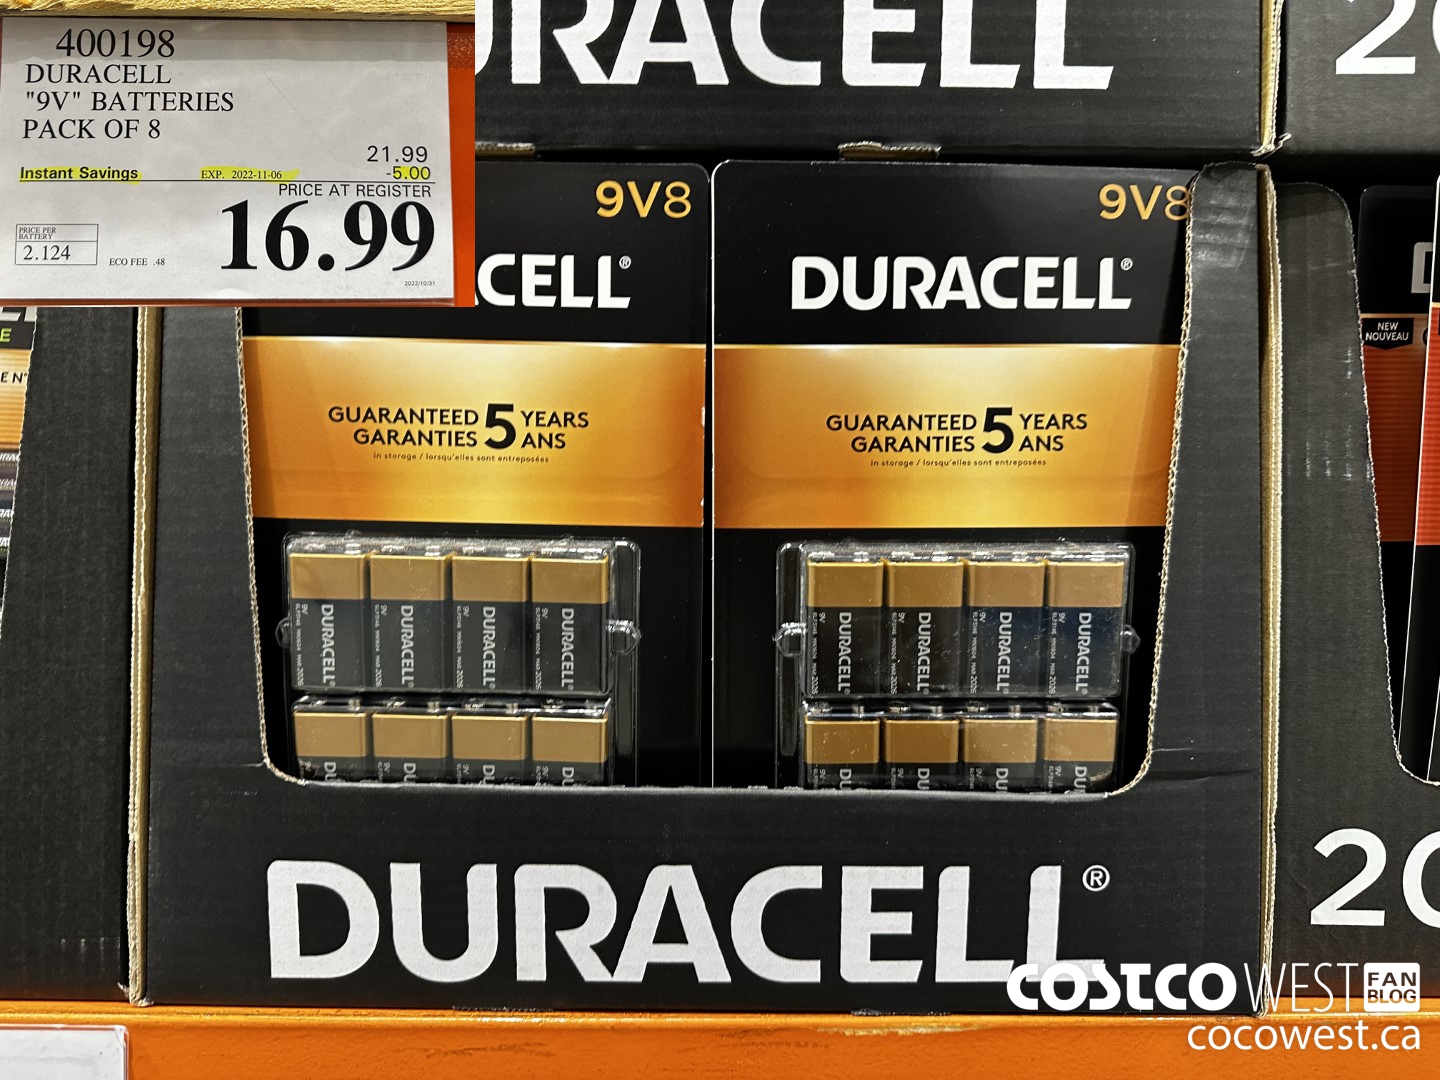 400198
DURACELL
"9V" BATTERIES
PACK OF 8
21.99
Instant Savings EXP. 2022-11-06 -5.00
PRICE AT REGISTER
16.99
PRICE PER
BATTERY
2.124
ECO FEE .48
2022/10/31
DURACELL
20
9V8
CELL®
GUARANTEED 5 YEARS
GARANTIES ANS
in storage / lorsqu'elles sont entreposées
9V8
DURACELL®
GUARANTEED 5 YEARS
GARANTIES ANS
in storage / lorsqu'elles sont entreposées
NEW
NOUVEAU
DURACELL®
DURACELL®
DURACELL®
DURACELL®
DURACELL®
DURACELL®
DURACELL®
DURACELL®
DURACELL®
20
COSTCO WEST FAN
BLOG
cocowest.ca